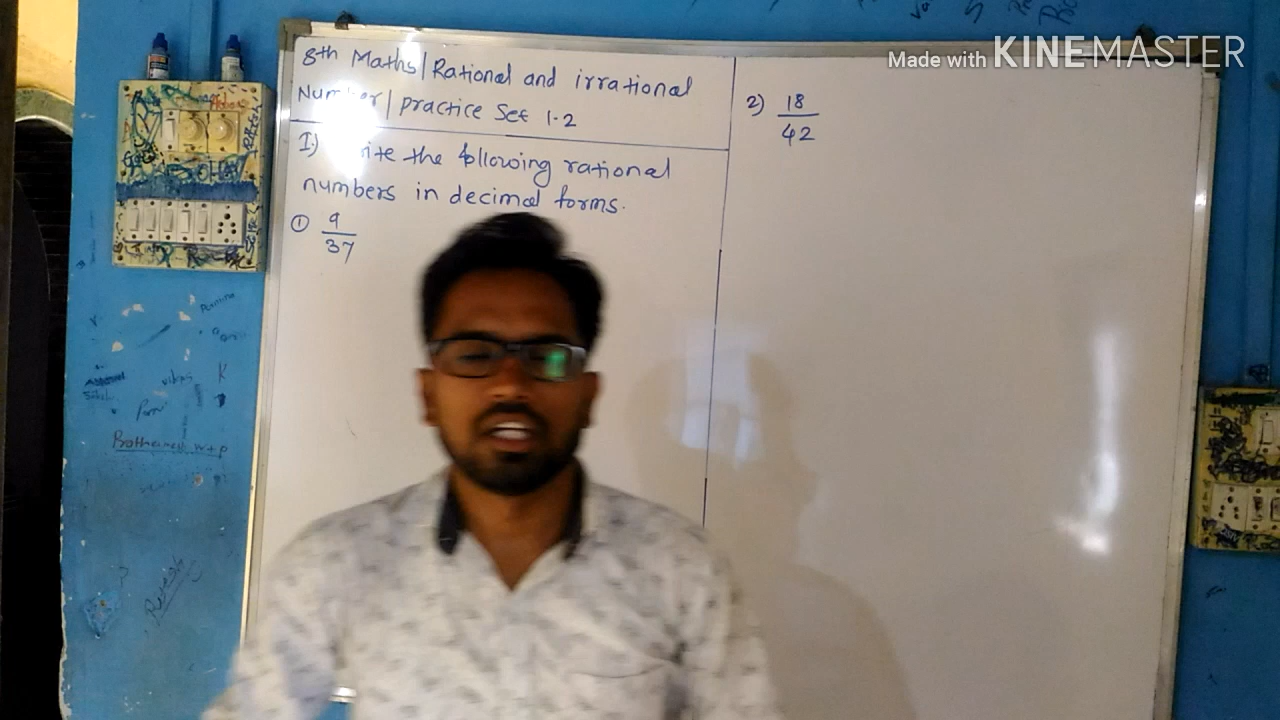 Made with KINEMASTER
8th Maths/Rational and irrational
Number/practice Set 1.2
I) the following rational
numbers in decimal forms.
① 9/37
2) 18/42